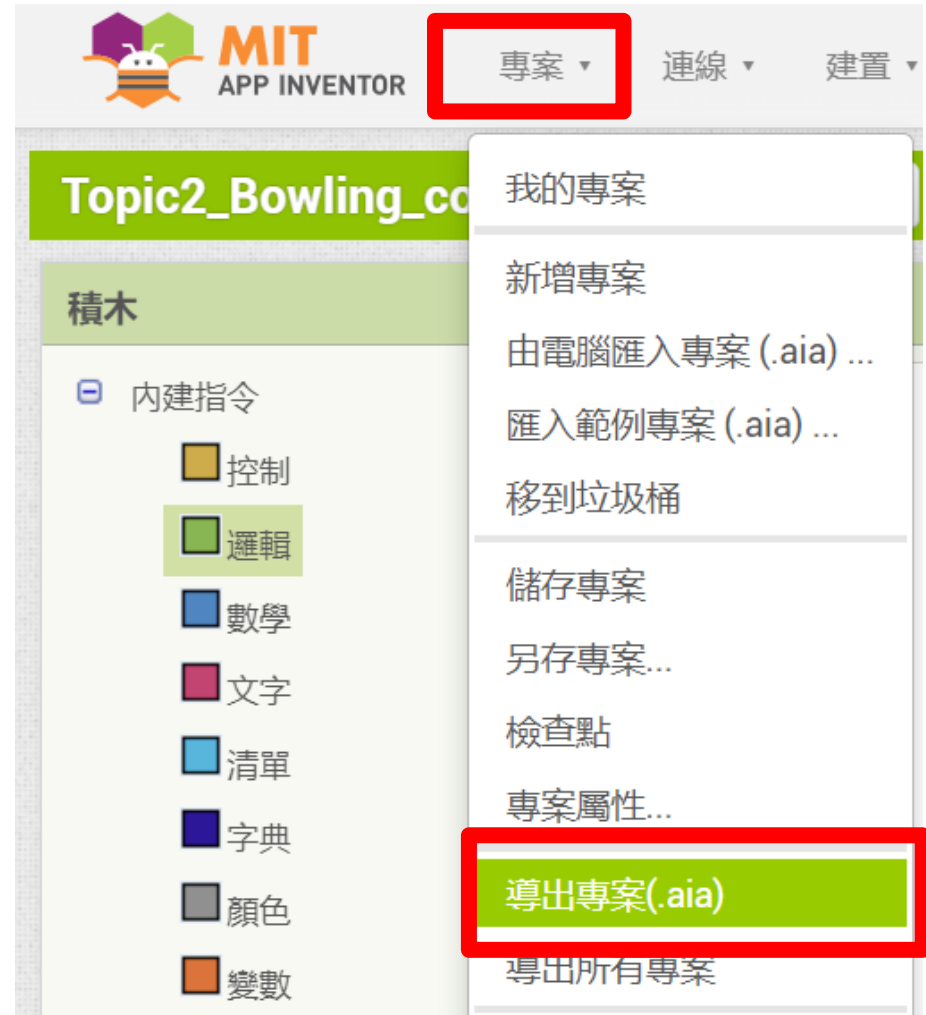 MIT
APP INVENTOR
專案
連線
建置
Topic2_Bowling_co
我的專案
新增專案
由電腦匯入專案 (.aia) ...
匯入範例專案 (.aia) ...
移到垃圾桶
儲存專案
另存專案...
檢查點
專案屬性...
導出專案(.aia)
導出所有專案
積木
內建指令
控制
邏輯
數學
文字
清單
字典
顏色
變數